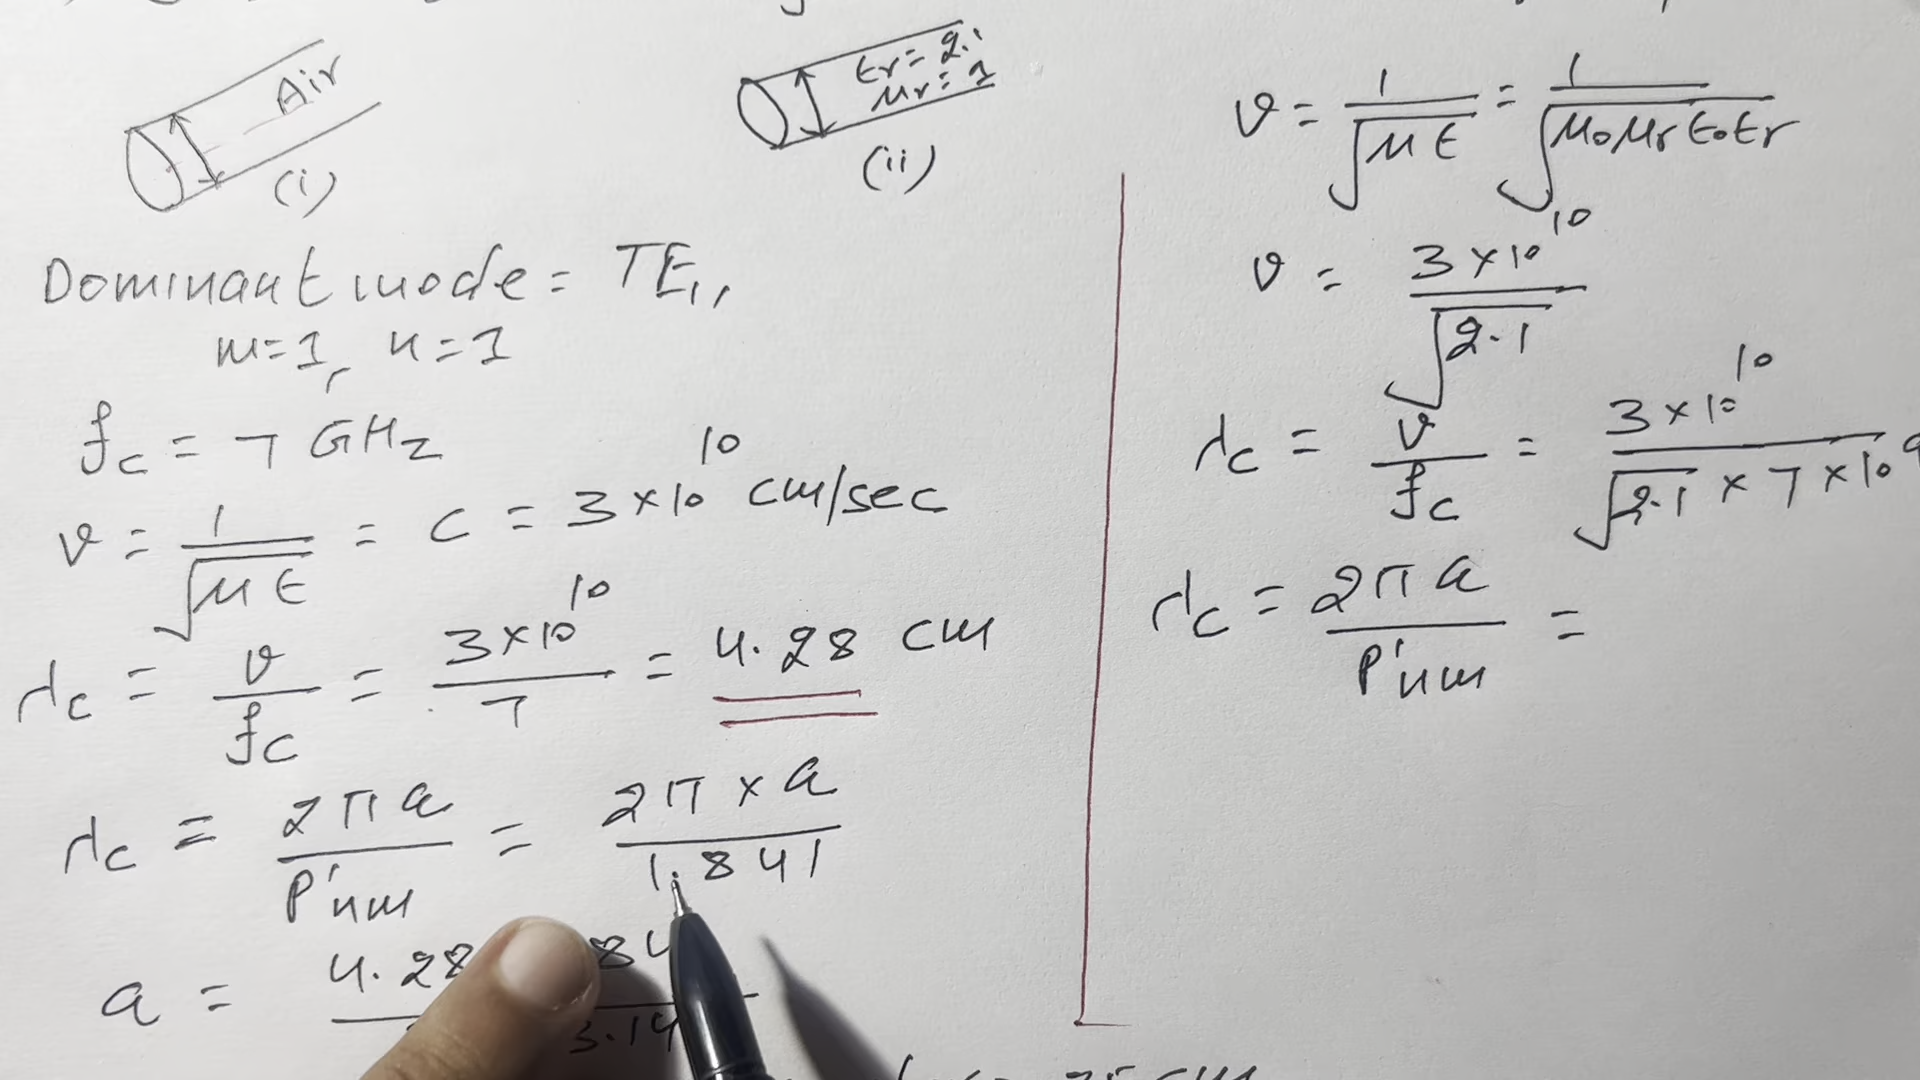 Air
(i)
Dominant mode = TE₁₁
m=1, n=1
fc = 7 GHz
v = 1/√(με) = c = 3×10^10 cm/sec
λc = v/fc = 3×10^10/7 = 4.28 cm
λc = 2πa/P'nm = 2π×a/1.841
a = 4.28
3.14
εr = 2.1
μr = 1
(ii)
v = 1/√(με) = 1/√(μ0μrε0εr)
v = 3×10^10/√2.1
λc = v/fc = 3×10^10/(√2.1 × 7 × 10^9)
λc = 2πa/P'nm =
cm